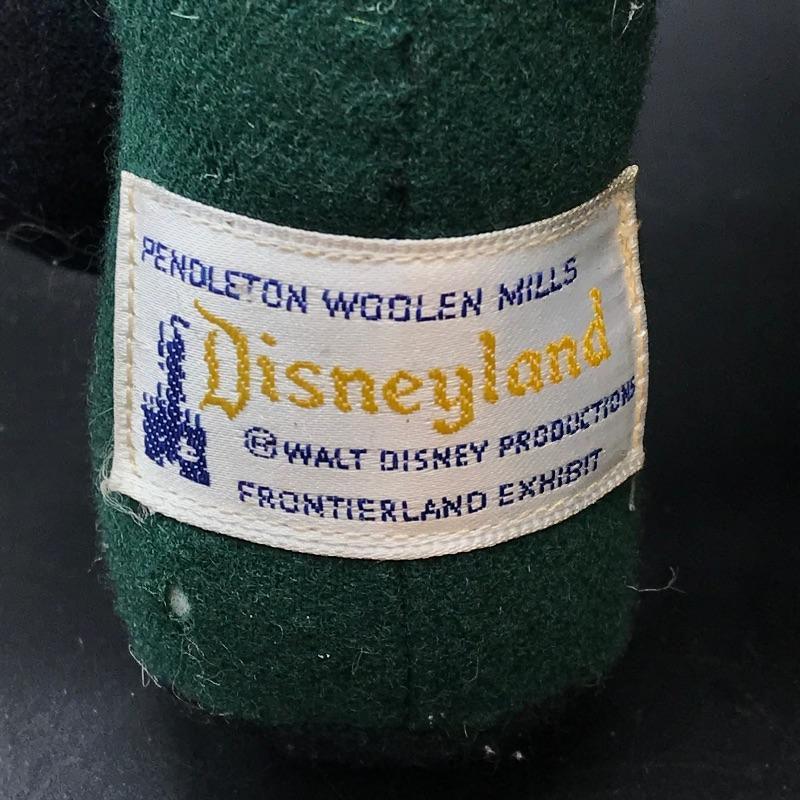 PENDLETON WOOLEN MILLS
Disneyland
®WALT DISNEY PRODUCTIONS
FRONTIERLAND EXHIBIT